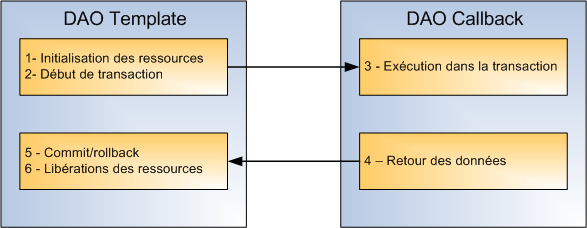 DAO Template
1- Initialisation des ressources
2- Début de transaction
5 - Commit/rollback
6 - Libérations des ressources
DAO Callback
3 - Exécution dans la transaction
4 – Retour des données